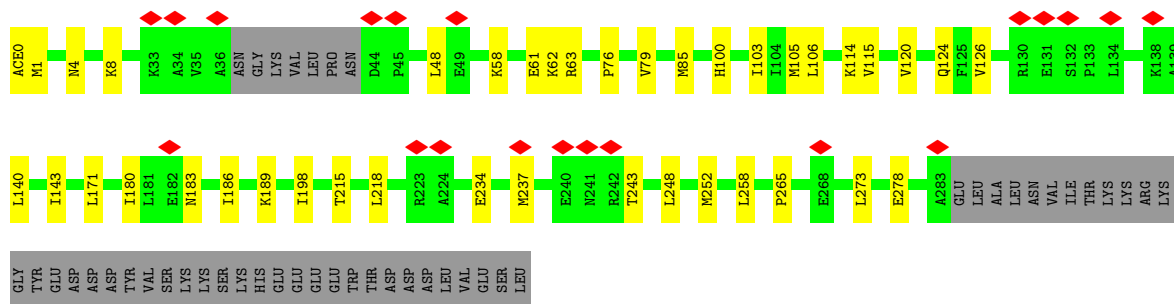 ACE0 M1 N4 K8 K33 A34 V35 A36 ASN GLY LYS VAL LEU PRO ASN D44 P45 L48 E49 K58 E61 K62 R63 P76 V79 M85 H100 I103 I104 M105 L106 K114 V115 V120 Q124 F125 V126 R130 E131 S132 P133 L134 K138 A139
L140 I143 L171 I180 L181 E182 N183 I186 K189 I198 T215 L218 R223 A224 E234 M237 E240 N241 R242 T243 L248 M252 L258 P265 E268 L273 E278 A283 GLU LEU ALA LEU ASN VAL ILE THR LYS LYS ARG LYS
GLY TYR GLU ASP ASP ASP TYR VAL SER LYS LYS SER LYS HIS GLU GLU GLU GLU TRP THR ASP ASP ASP LEU VAL GLU SER LEU